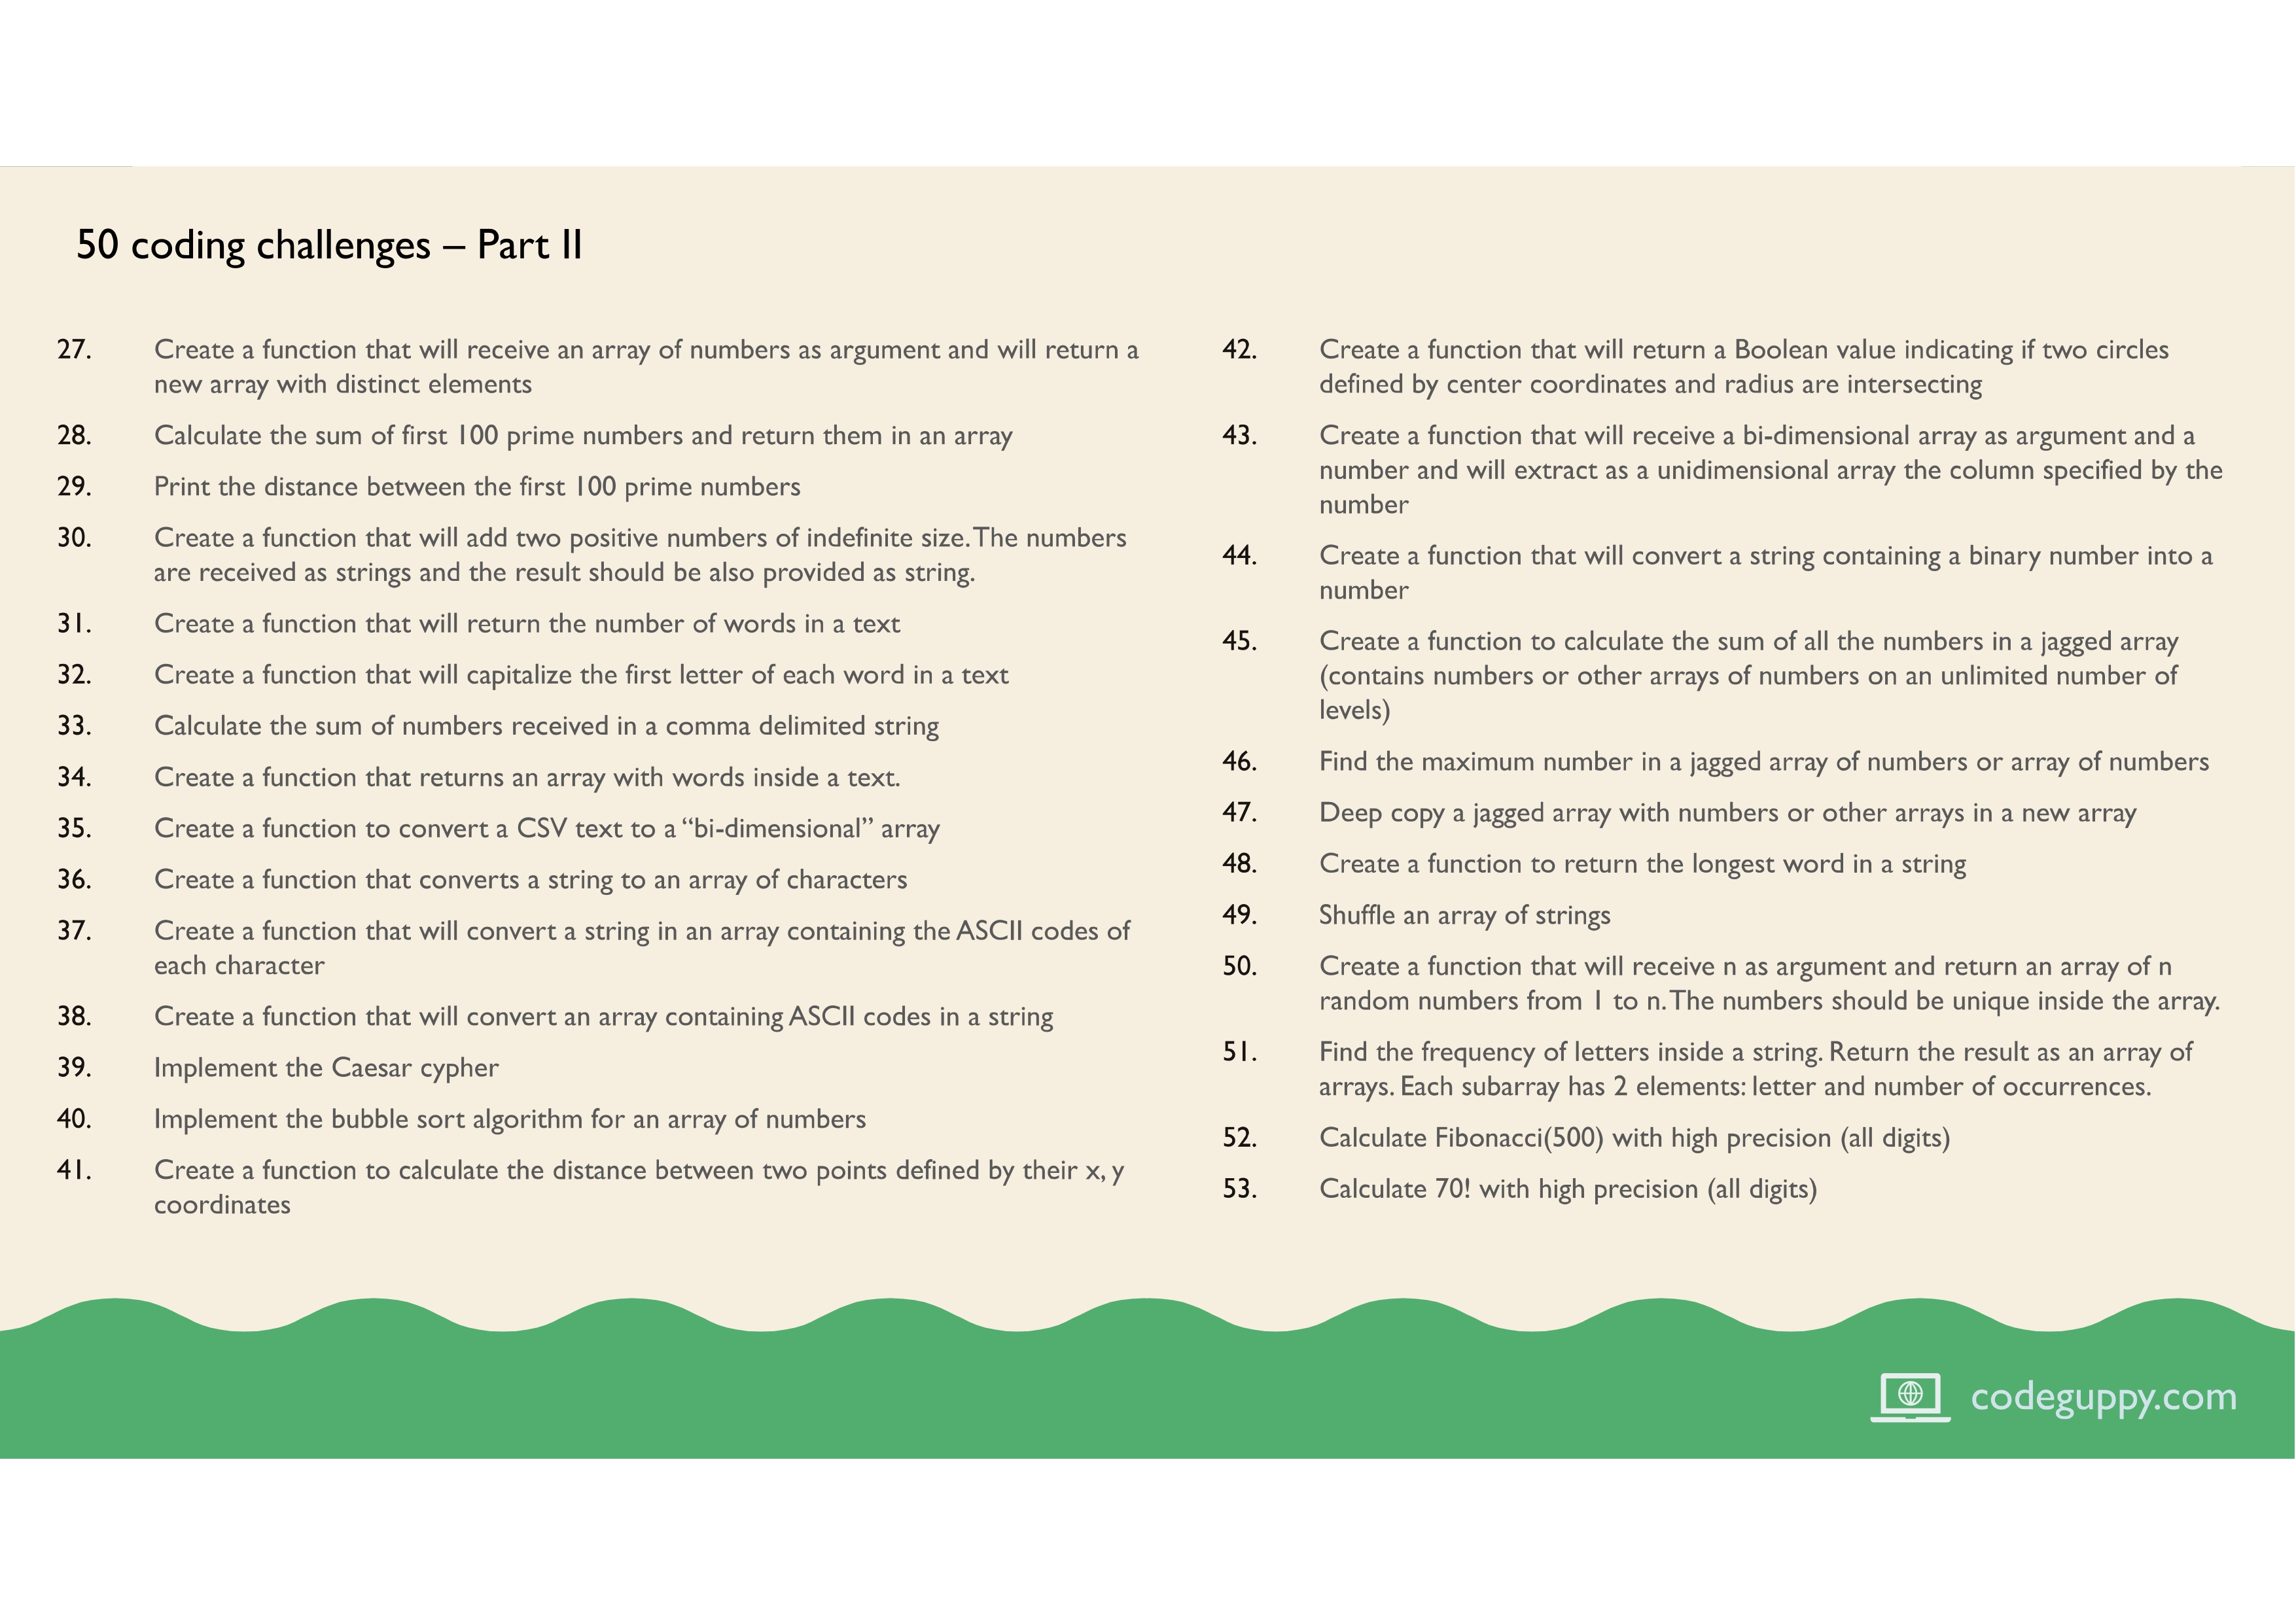 50 coding challenges – Part II
27. Create a function that will receive an array of numbers as argument and will return a
new array with distinct elements
28. Calculate the sum of first 100 prime numbers and return them in an array
29. Print the distance between the first 100 prime numbers
30. Create a function that will add two positive numbers of indefinite size. The numbers
are received as strings and the result should be also provided as string.
31. Create a function that will return the number of words in a text
32. Create a function that will capitalize the first letter of each word in a text
33. Calculate the sum of numbers received in a comma delimited string
34. Create a function that returns an array with words inside a text.
35. Create a function to convert a CSV text to a “bi-dimensional” array
36. Create a function that converts a string to an array of characters
37. Create a function that will convert a string in an array containing the ASCII codes of
each character
38. Create a function that will convert an array containing ASCII codes in a string
39. Implement the Caesar cypher
40. Implement the bubble sort algorithm for an array of numbers
41. Create a function to calculate the distance between two points defined by their x, y
coordinates
42. Create a function that will return a Boolean value indicating if two circles
defined by center coordinates and radius are intersecting
43. Create a function that will receive a bi-dimensional array as argument and a
number and will extract as a unidimensional array the column specified by the
number
44. Create a function that will convert a string containing a binary number into a
number
45. Create a function to calculate the sum of all the numbers in a jagged array
(contains numbers or other arrays of numbers on an unlimited number of
levels)
46. Find the maximum number in a jagged array of numbers or array of numbers
47. Deep copy a jagged array with numbers or other arrays in a new array
48. Create a function to return the longest word in a string
49. Shuffle an array of strings
50. Create a function that will receive n as argument and return an array of n
random numbers from 1 to n. The numbers should be unique inside the array.
51. Find the frequency of letters inside a string. Return the result as an array of
arrays. Each subarray has 2 elements: letter and number of occurrences.
52. Calculate Fibonacci(500) with high precision (all digits)
53. Calculate 70! with high precision (all digits)
codeguppy.com